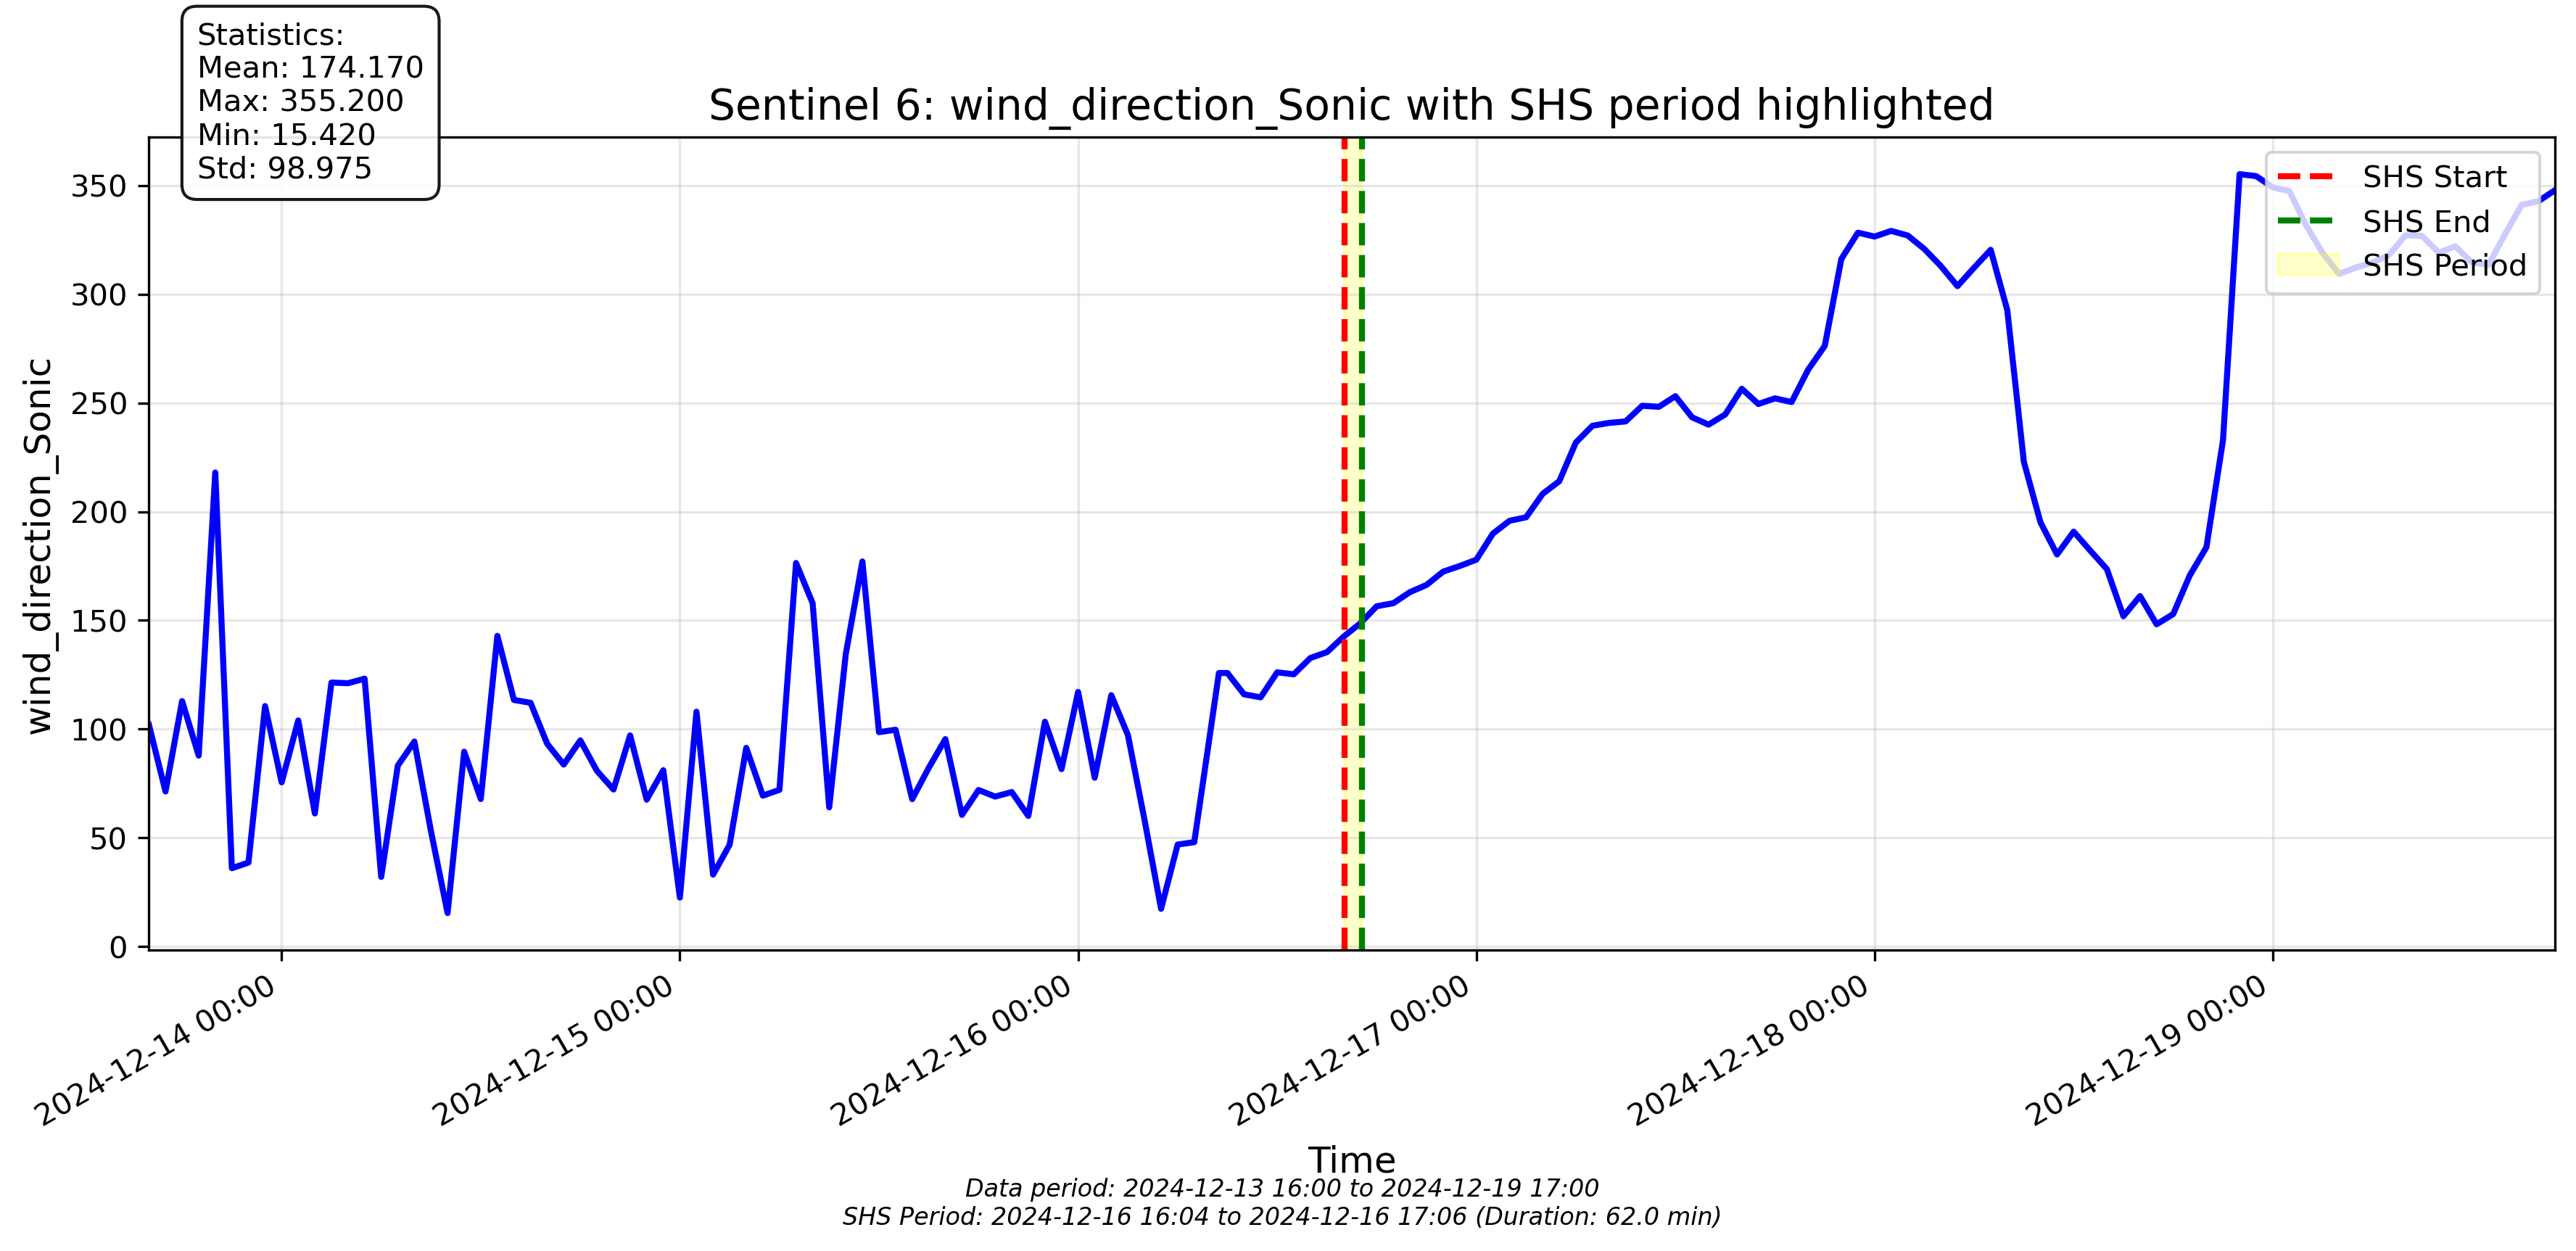 Statistics:
Mean: 174.170
Max: 355.200
Min: 15.420
Std: 98.975
Sentinel 6: wind_direction_Sonic with SHS period highlighted
SHS Start
SHS End
SHS Period
wind_direction_Sonic
350
300
250
200
150
100
50
0
2024-12-14 00:00
2024-12-15 00:00
2024-12-16 00:00
2024-12-17 00:00
2024-12-18 00:00
2024-12-19 00:00
Time
Data period: 2024-12-13 16:00 to 2024-12-19 17:00
SHS Period: 2024-12-16 16:04 to 2024-12-16 17:06 (Duration: 62.0 min)